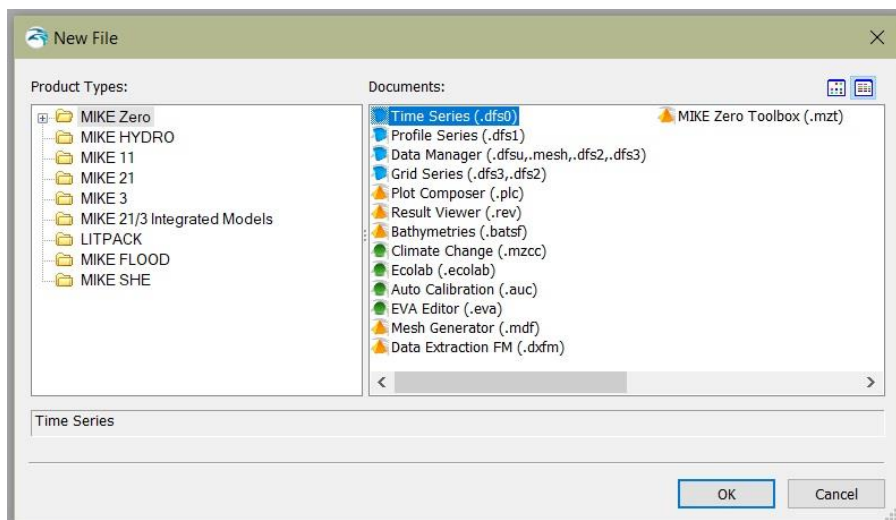 New File
Product Types:
MIKE Zero
MIKE HYDRO
MIKE 11
MIKE 21
MIKE 3
MIKE 21/3 Integrated Models
LITPACK
MIKE FLOOD
MIKE SHE
Documents:
Time Series (.dfs0)
Profile Series (.dfs1)
Data Manager (.dfsu,.mesh,.dfs2,.dfs3)
Grid Series (.dfs3,.dfs2)
Plot Composer (.plc)
Result Viewer (.rev)
Bathymetries (.batsf)
Climate Change (.mzcc)
Ecolab (.ecolab)
Auto Calibration (.auc)
EVA Editor (.eva)
Mesh Generator (.mdf)
Data Extraction FM (.dxfm)
MIKE Zero Toolbox (.mzt)
Time Series
OK
Cancel